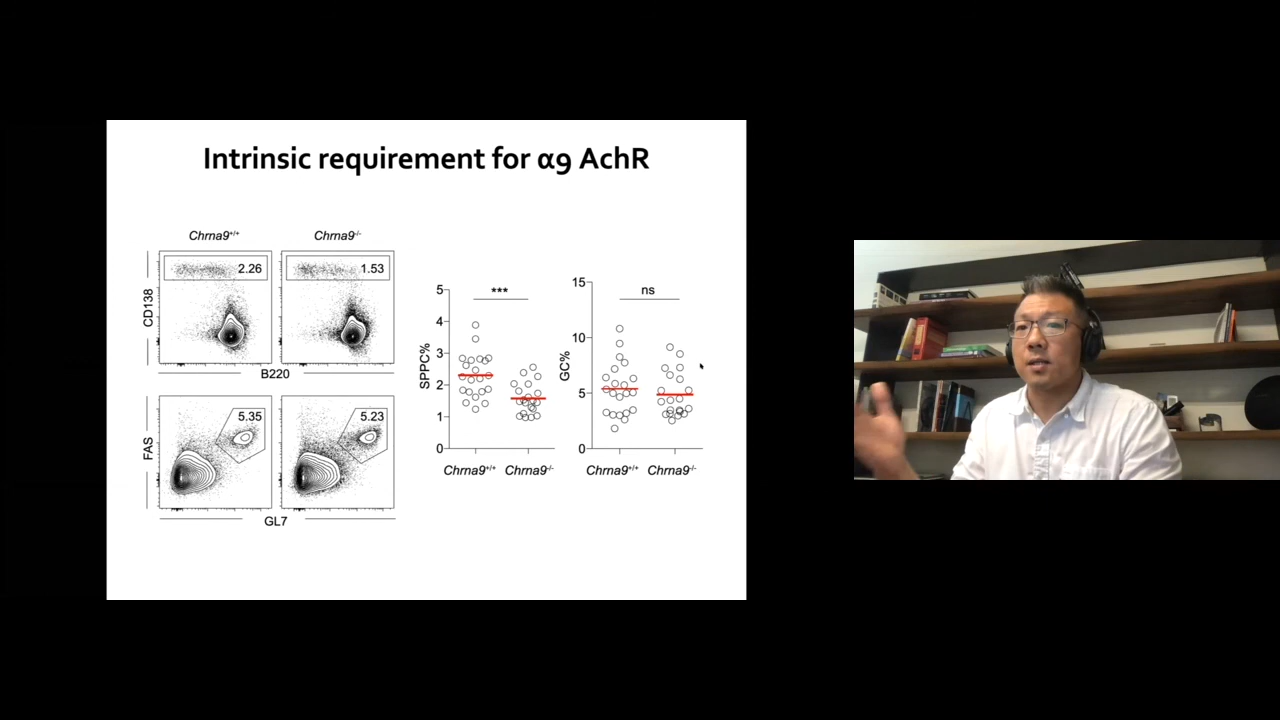 Intrinsic requirement for α9 AchR
Chrna9+/+
Chrna9-/-
CD138
2.26
1.53
B220
FAS
5.35
5.23
GL7
SPPC%
5
4
3
2
1
0
***
Chrna9+/+
Chrna9-/-
GC%
15
10
5
0
ns
Chrna9+/+
Chrna9-/-